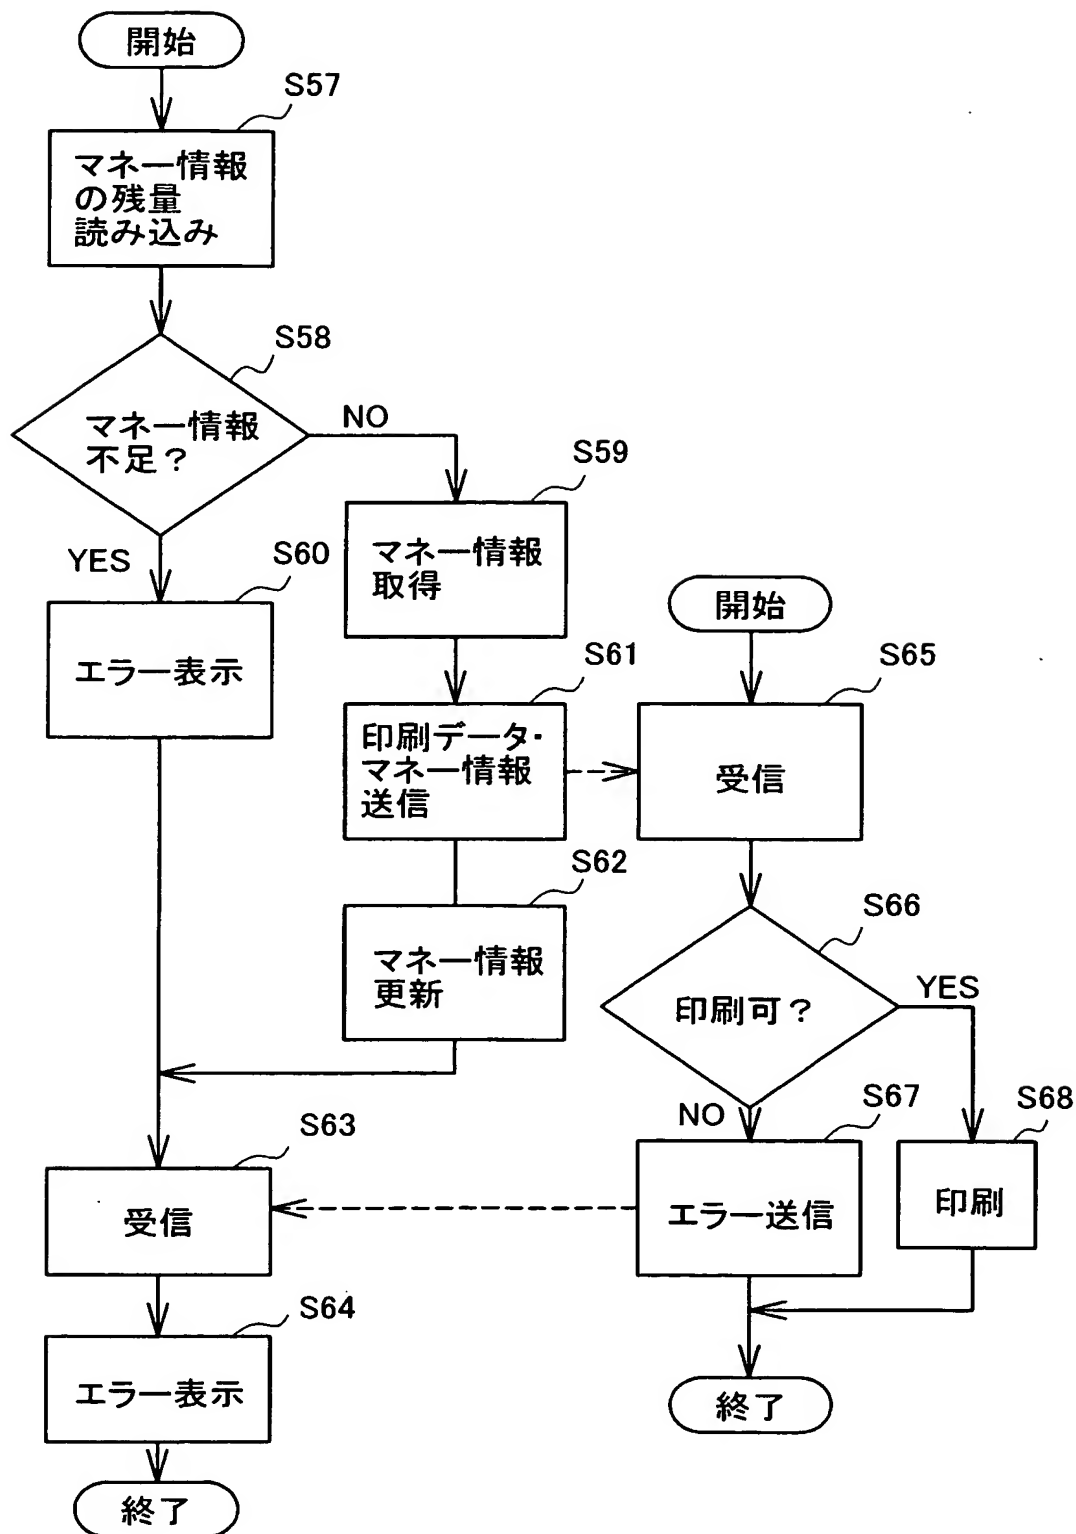 開始
S57
マネー情報
の残量
読み込み
S58
マネー情報
不足?
NO
YES
S59
マネー情報
取得
S60
エラー表示
S61
印刷データ・
マネー情報
送信
S62
マネー情報
更新
S63
受信
S64
エラー表示
終了
開始
S65
受信
S66
印刷可?
YES
NO
S67
エラー送信
S68
印刷
終了